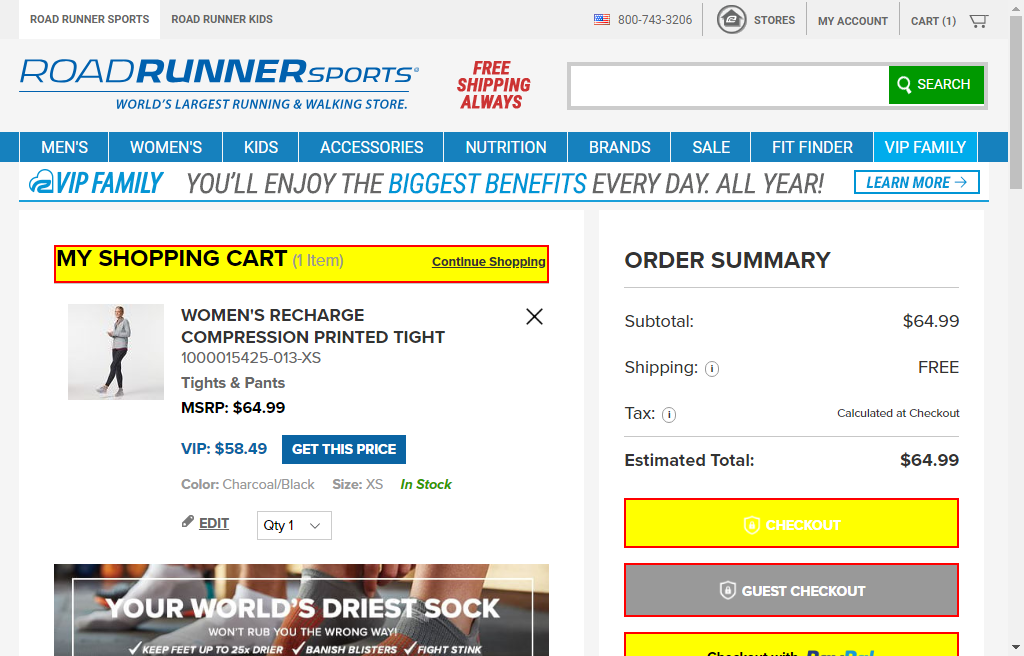 ROAD RUNNER SPORTS
ROAD RUNNER KIDS
800-743-3206
STORES
MY ACCOUNT
CART (1)
ROADRUNNERSPORTS
WORLD'S LARGEST RUNNING & WALKING STORE.
FREE
SHIPPING
ALWAYS
SEARCH
MEN'S
WOMEN'S
KIDS
ACCESSORIES
NUTRITION
BRANDS
SALE
FIT FINDER
VIP FAMILY
VIP FAMILY YOU'LL ENJOY THE BIGGEST BENEFITS EVERY DAY. ALL YEAR! LEARN MORE →
MY SHOPPING CART (1 Item)
Continue Shopping
WOMEN'S RECHARGE
COMPRESSION PRINTED TIGHT
1000015425-013-XS
Tights & Pants
MSRP: $64.99
VIP: $58.49
GET THIS PRICE
Color: Charcoal/Black Size: XS In Stock
EDIT
Qty 1
YOUR WORLD'S DRIEST SOCK
WON'T RUB YOU THE WRONG WAY!
✓KEEP FEET UP TO 25x DRIER ✓BANISH BLISTERS ✓FIGHT STINK
ORDER SUMMARY
Subtotal: $64.99
Shipping: i FREE
Tax: i Calculated at Checkout
Estimated Total: $64.99
CHECKOUT
GUEST CHECKOUT
Checkout with PayPal